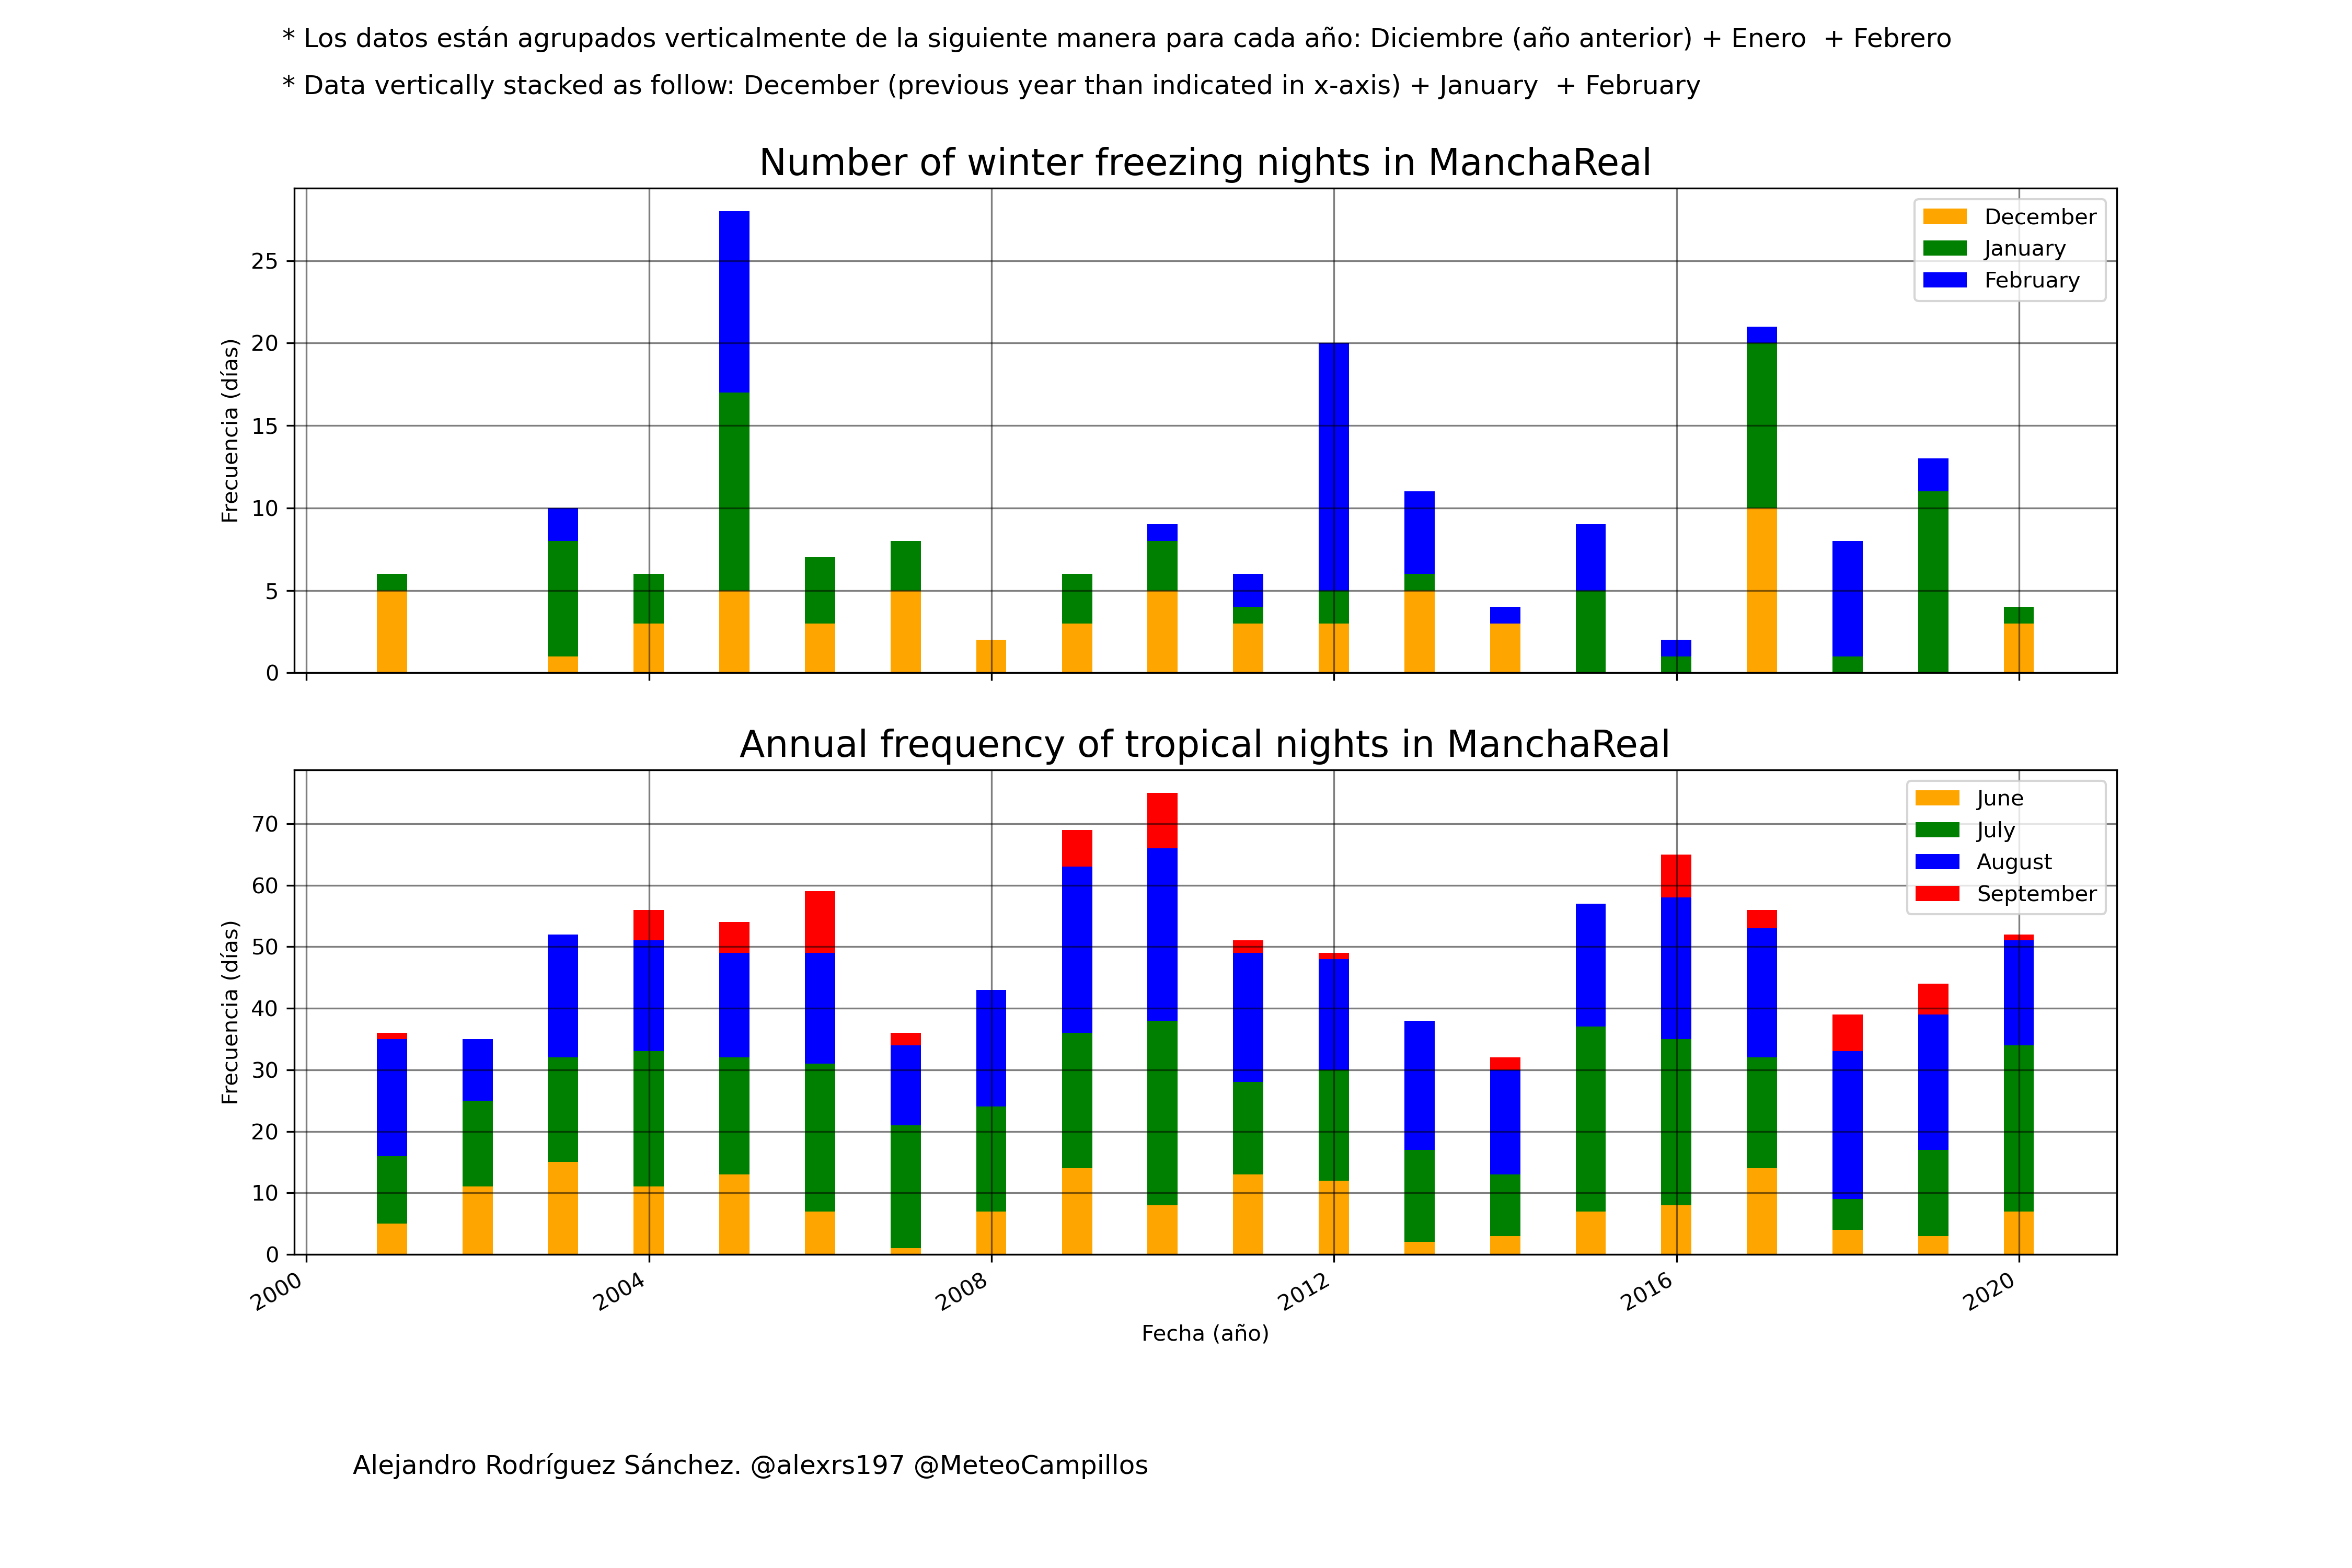 * Los datos están agrupados verticalmente de la siguiente manera para cada año: Diciembre (año anterior) + Enero  + Febrero
* Data vertically stacked as follow: December (previous year than indicated in x-axis) + January  + February
Number of winter freezing nights in ManchaReal
December
January
February
Frecuencia (días)
25
20
15
10
5
0
Annual frequency of tropical nights in ManchaReal
June
July
August
September
Frecuencia (días)
70
60
50
40
30
20
10
0
2000 2004 2008 2012 2016 2020
Fecha (año)
Alejandro Rodríguez Sánchez. @alexrs197 @MeteoCampillos